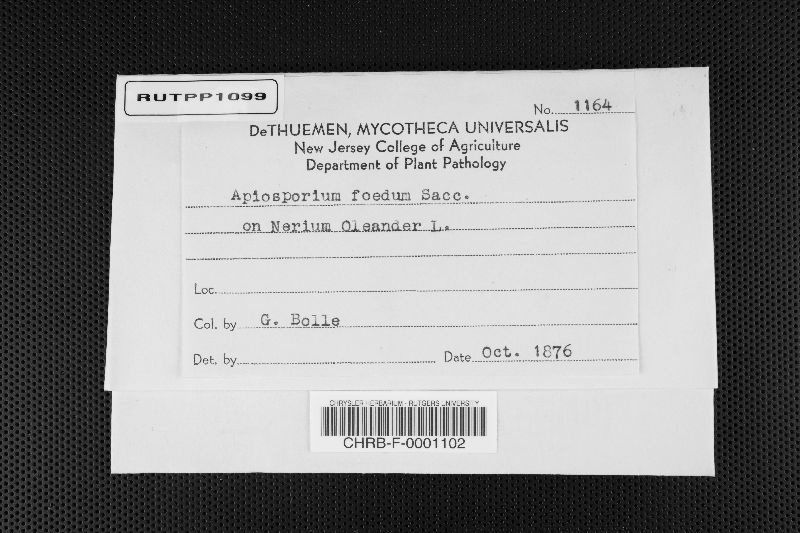 RUTPP1099
No. 1164
DeTHUEMEN, MYCOTHECA UNIVERSALIS
New Jersey College of Agriculture
Department of Plant Pathology
Apiosporium foedum Sacc.
on Nerium Oleander L.
Loc.
Col. by G. Bolle
Det. by Date Oct. 1876
CHRYSLER HERBARIUM - RUTGERS UNIVERSITY
CHRB-F-0001102